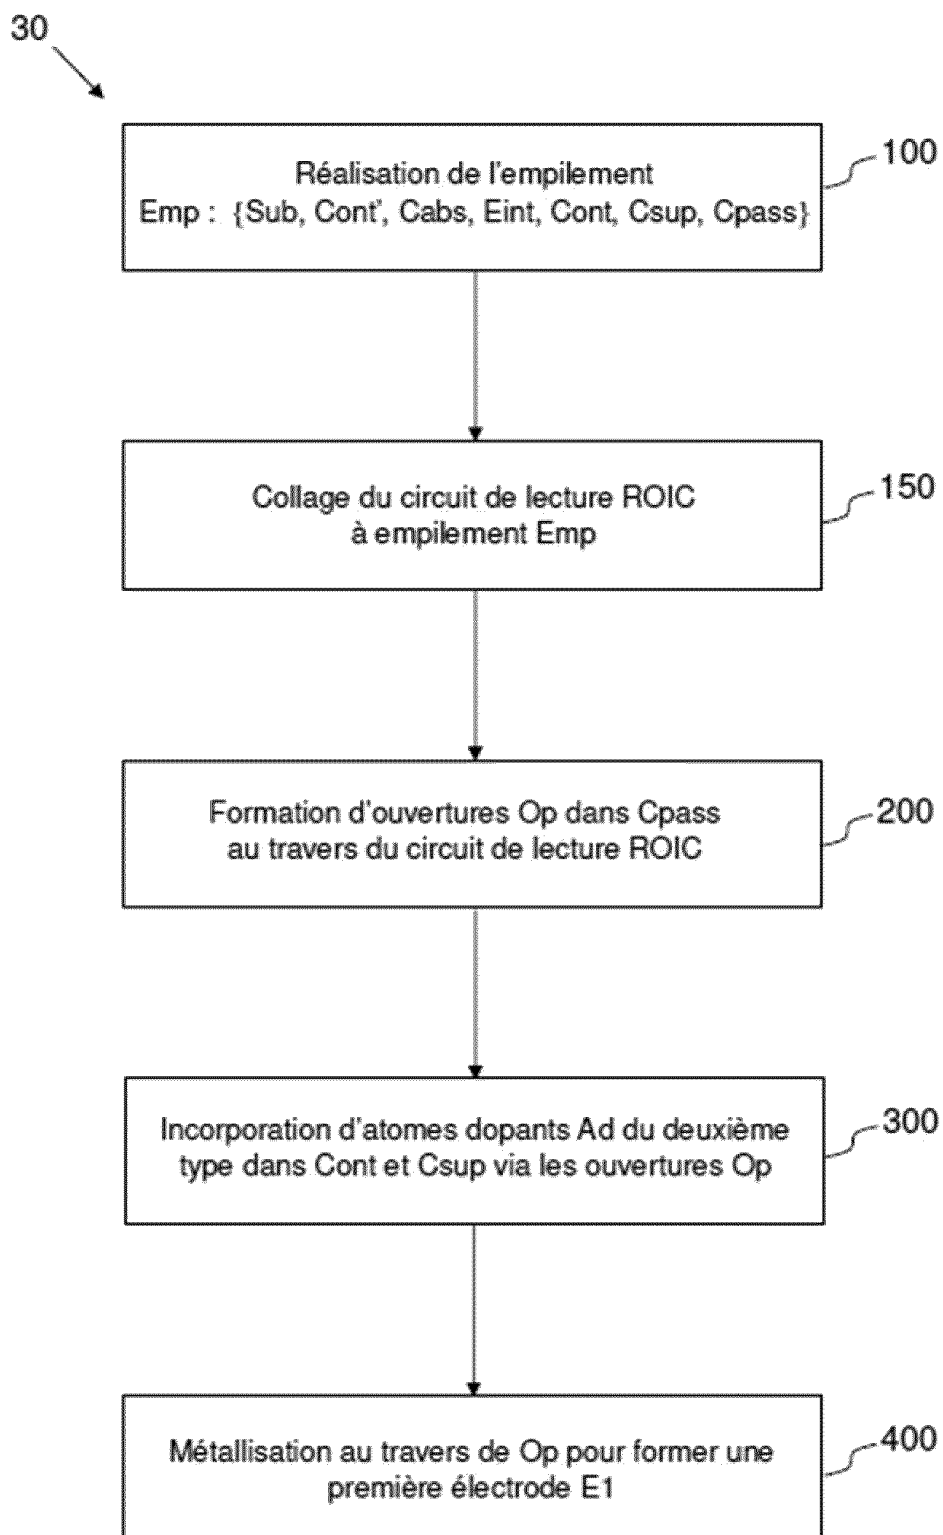 30
100
Réalisation de l'empilement
Emp : {Sub, Cont', Cabs, Eint, Cont, Csup, Cpass}
150
Collage du circuit de lecture ROIC
à empilement Emp
200
Formation d'ouvertures Op dans Cpass
au travers du circuit de lecture ROIC
300
Incorporation d'atomes dopants Ad du deuxième
type dans Cont et Csup via les ouvertures Op
400
Métallisation au travers de Op pour former une
première électrode E1